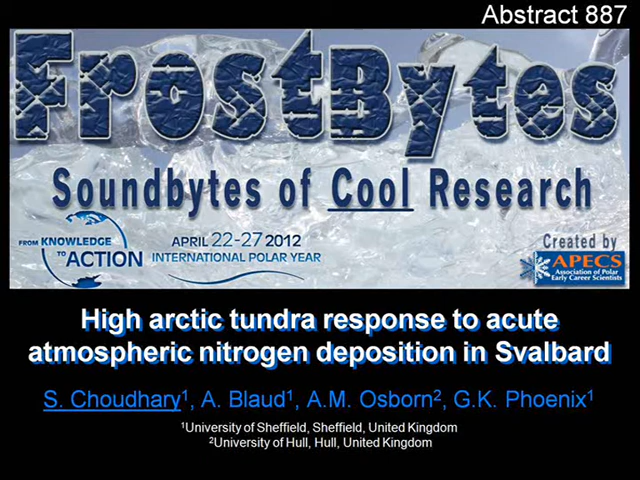 Abstract 887
FrostBytes
Soundbytes of Cool Research
FROM KNOWLEDGE
TO ACTION
APRIL 22-27 2012
INTERNATIONAL POLAR YEAR
Created by
APECS
Association of Polar
Early Career Scientists
High arctic tundra response to acute
atmospheric nitrogen deposition in Svalbard
S. Choudhary¹, A. Blaud¹, A.M. Osborn², G.K. Phoenix¹
¹University of Sheffield, Sheffield, United Kingdom
²University of Hull, Hull, United Kingdom